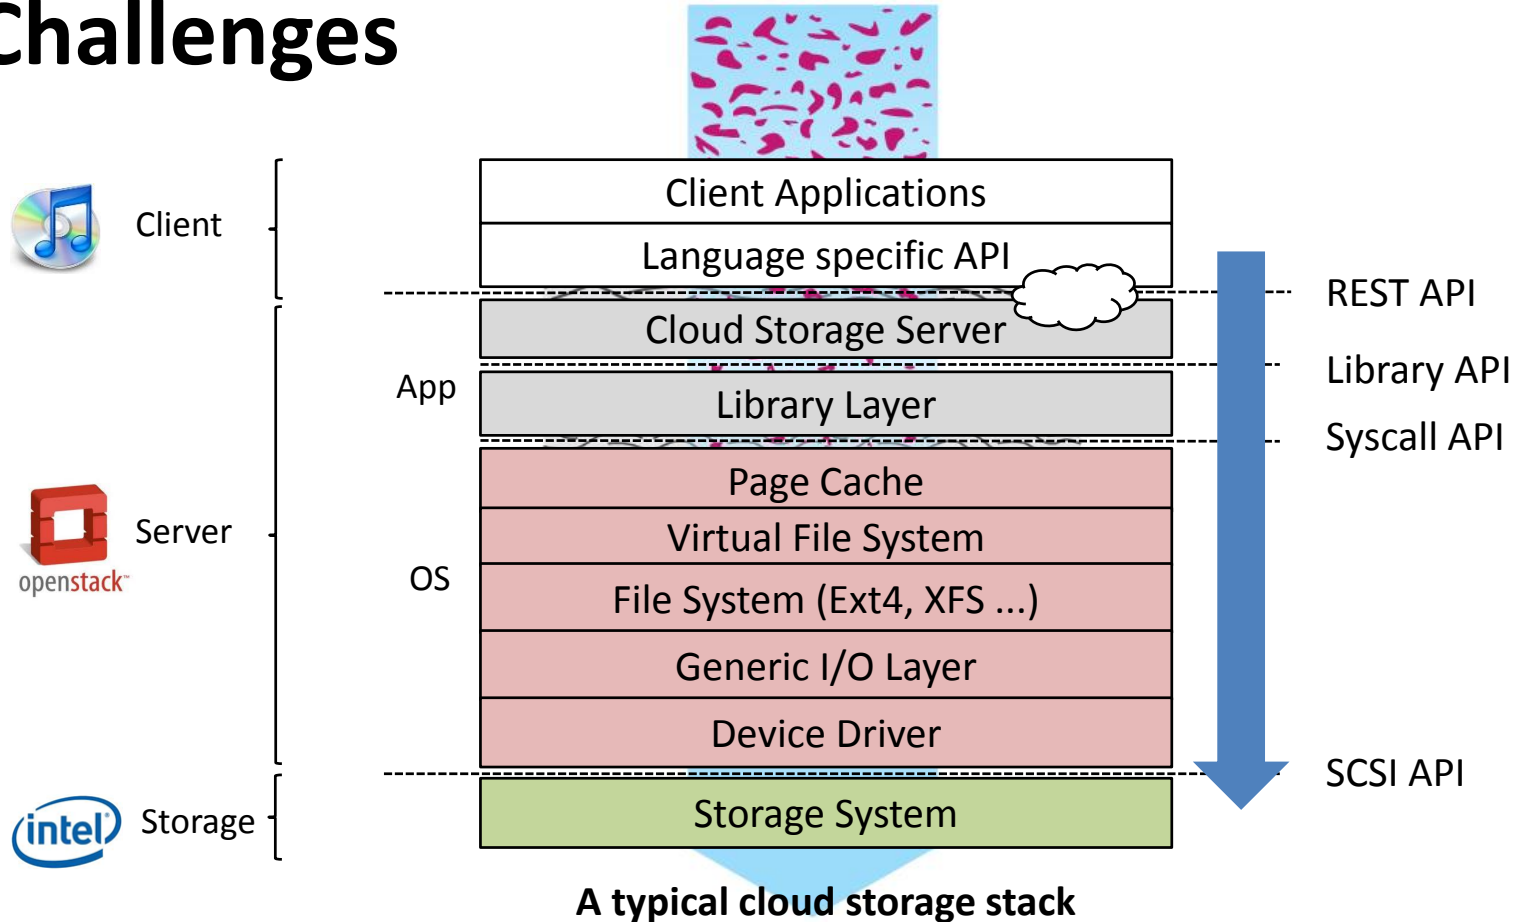 Challenges
Client Applications
Client
Language specific API
REST API
Cloud Storage Server
Library API
App
Library Layer
Syscall API
Page Cache
Server
Virtual File System
openstack™
OS
File System (Ext4, XFS ...)
Generic I/O Layer
Device Driver
SCSI API
(intel)
Storage
Storage System
A typical cloud storage stack